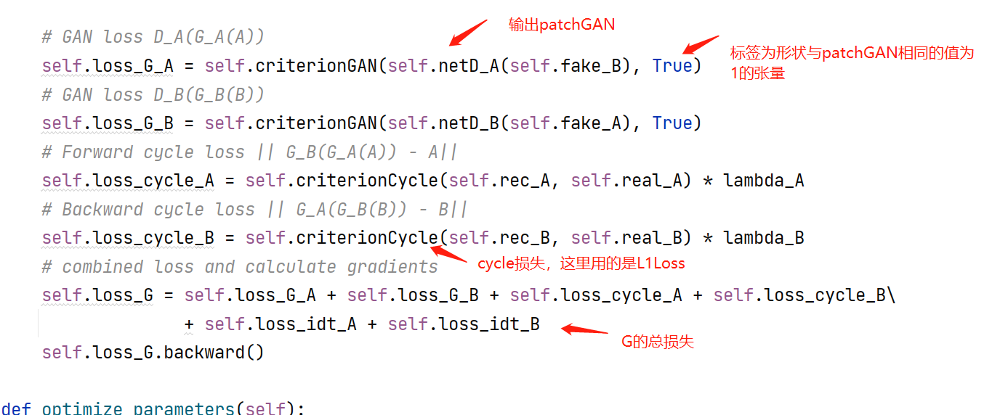 输出patchGAN
# GAN loss D_A(G_A(A))
self.loss_G_A = self.criterionGAN(self.netD_A(self.fake_B), True)
标签为形状与patchGAN相同的值为
1的张量
# GAN loss D_B(G_B(B))
self.loss_G_B = self.criterionGAN(self.netD_B(self.fake_A), True)
# Forward cycle loss || G_B(G_A(A)) - A||
self.loss_cycle_A = self.criterionCycle(self.rec_A, self.real_A) * lambda_A
# Backward cycle loss || G_A(G_B(B)) - B||
self.loss_cycle_B = self.criterionCycle(self.rec_B, self.real_B) * lambda_B
# combined loss and calculate gradients
cycle损失，这里用的是L1Loss
self.loss_G = self.loss_G_A + self.loss_G_B + self.loss_cycle_A + self.loss_cycle_B\
+ self.loss_idt_A + self.loss_idt_B
G的总损失
self.loss_G.backward()
def optimize_parameters(self):